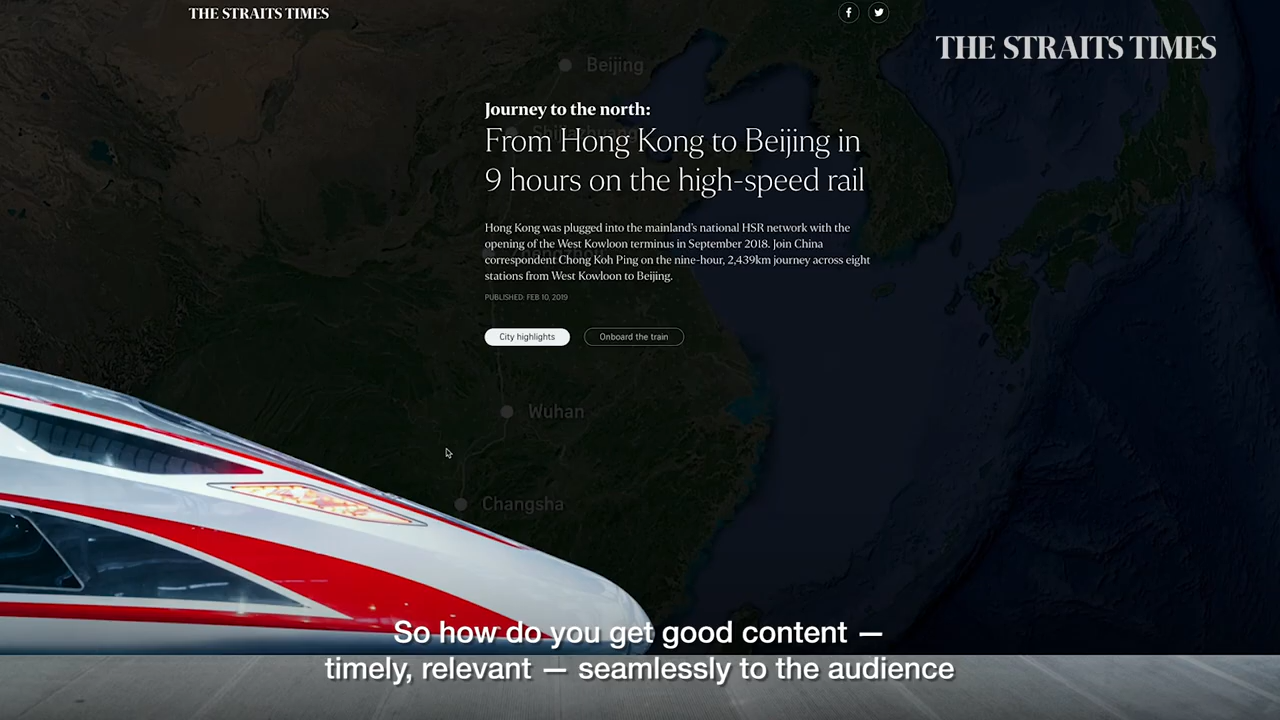 THE STRAITS TIMES
THE STRAITS TIMES
Beijing
Journey to the north:
Shijiazhuang
From Hong Kong to Beijing in
9 hours on the high-speed rail
Hong Kong was plugged into the mainland's national HSR network with the
opening of the West Kowloon terminus in September 2018. Join China
Zhengzhou
correspondent Chong Koh Ping on the nine-hour, 2,439km journey across eight
stations from West Kowloon to Beijing.
PUBLISHED: FEB 10, 2019
City highlights
Onboard the train
Wuhan
Changsha
So how do you get good content —
timely, relevant — seamlessly to the audience